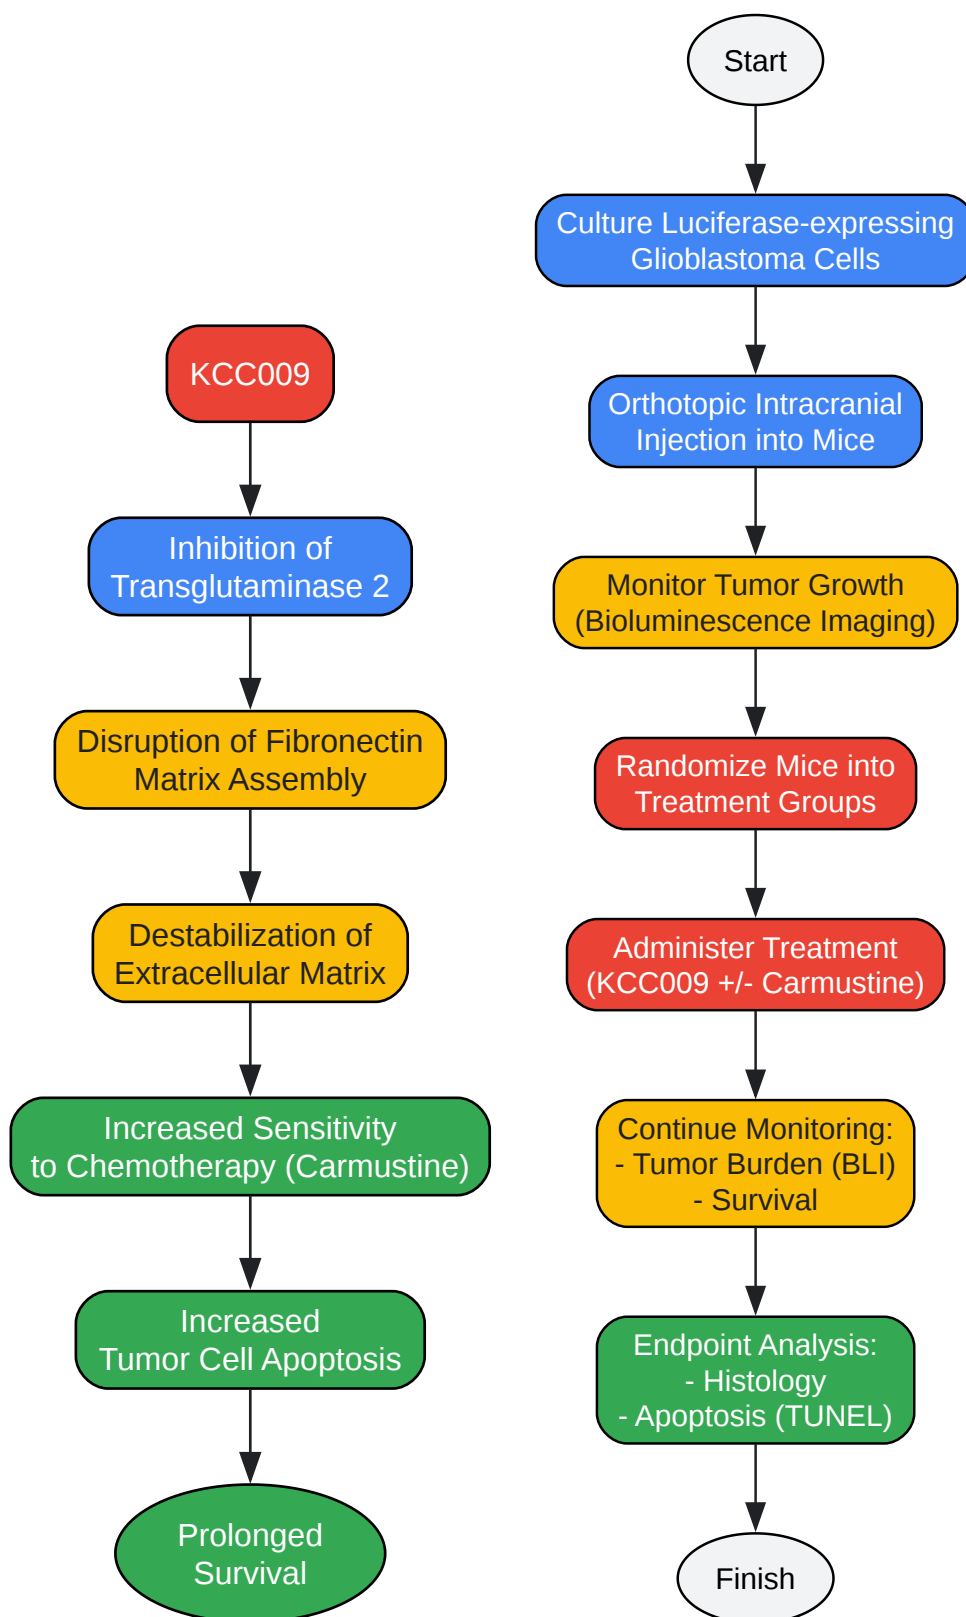 KCC009
Inhibition of
Transglutaminase 2
Disruption of Fibronectin
Matrix Assembly
Destabilization of
Extracellular Matrix
Increased Sensitivity
to Chemotherapy (Carmustine)
Increased
Tumor Cell Apoptosis
Prolonged
Survival
Start
Culture Luciferase-expressing
Glioblastoma Cells
Orthotopic Intracranial
Injection into Mice
Monitor Tumor Growth
(Bioluminescence Imaging)
Randomize Mice into
Treatment Groups
Administer Treatment
(KCC009 +/- Carmustine)
Continue Monitoring:
- Tumor Burden (BLI)
- Survival
Endpoint Analysis:
- Histology
- Apoptosis (TUNEL)
Finish